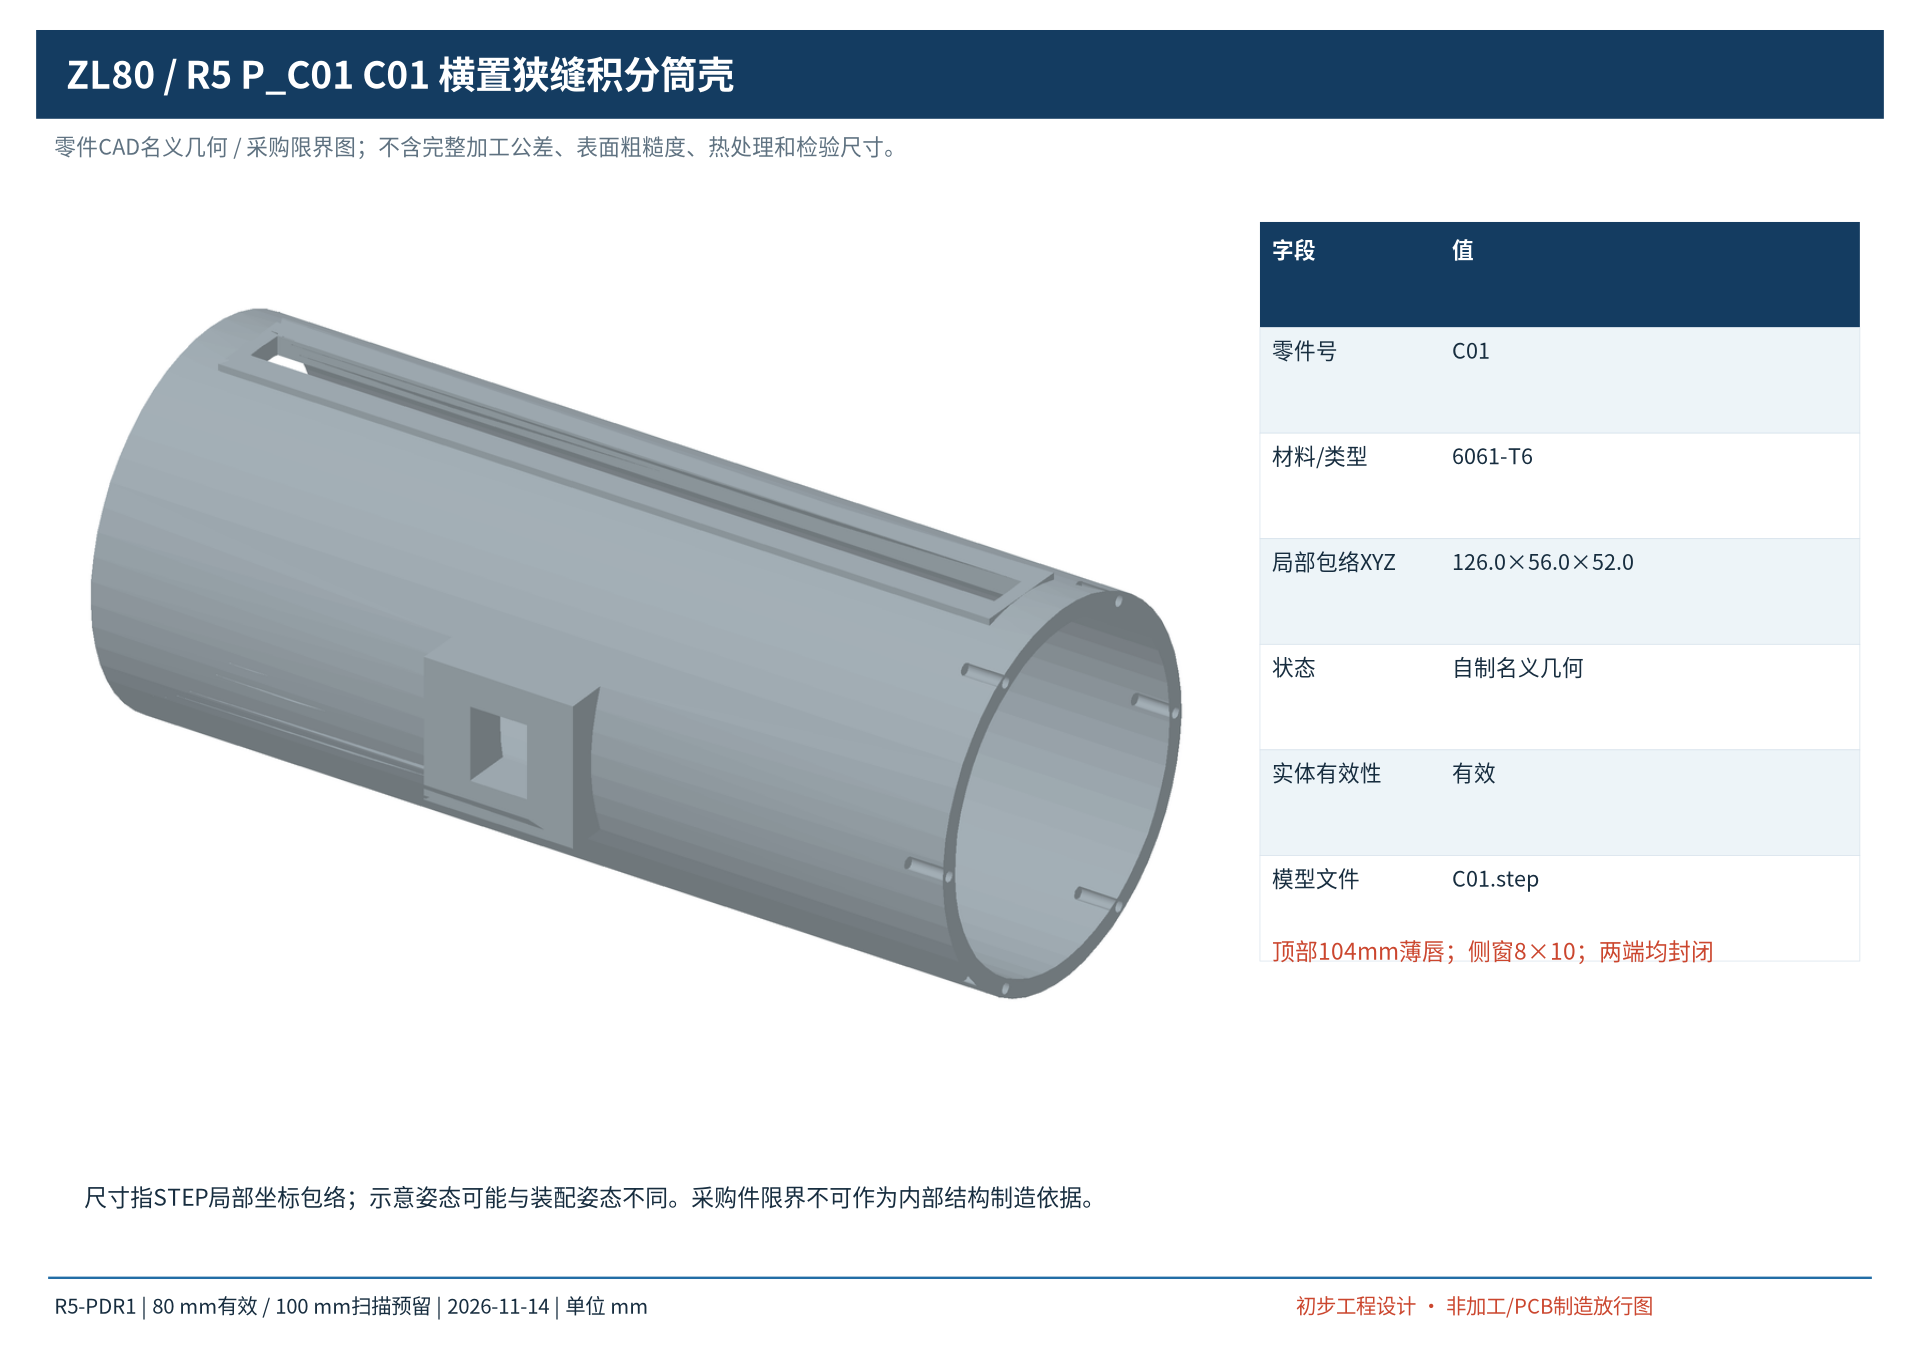 ZL80 / R5 P_C01 C01 横置狭缝积分筒壳
零件CAD名义几何 / 采购限界图；不含完整加工公差、表面粗糙度、热处理和检验尺寸。
字段 值
零件号 C01
材料/类型 6061-T6
局部包络XYZ 126.0×56.0×52.0
状态 自制名义几何
实体有效性 有效
模型文件 C01.step
顶部104mm薄唇；侧窗8×10；两端均封闭
尺寸指STEP局部坐标包络；示意姿态可能与装配姿态不同。采购件限界不可作为内部结构制造依据。
R5-PDR1 | 80 mm有效 / 100 mm扫描预留 | 2026-11-14 | 单位 mm
初步工程设计 · 非加工/PCB制造放行图